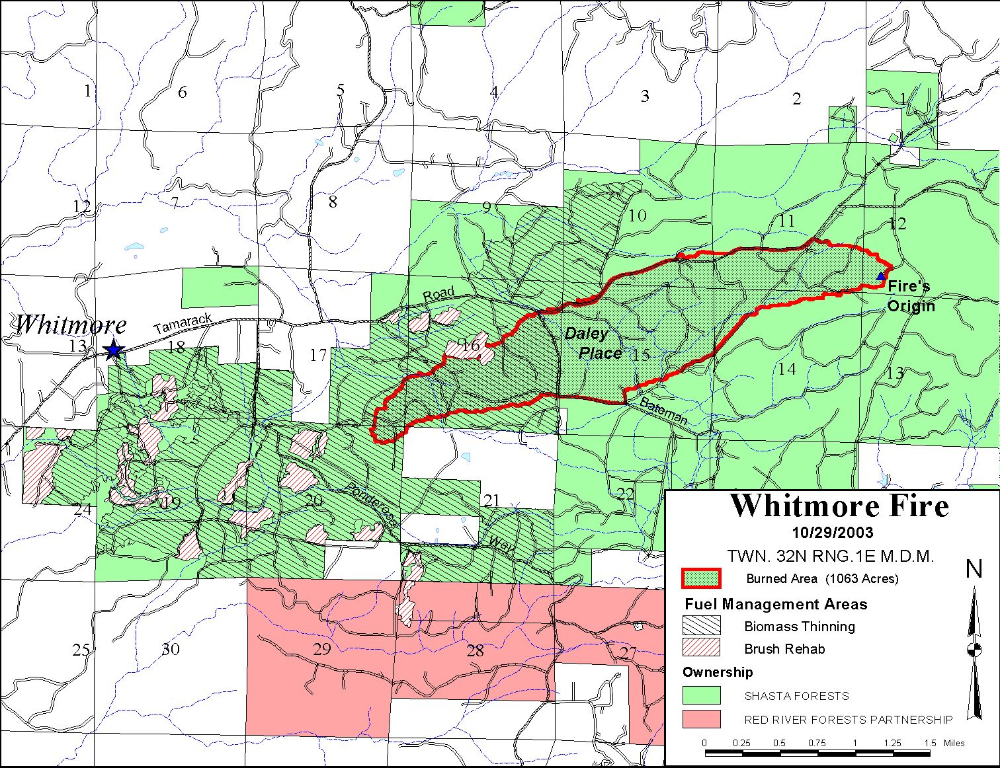 1
6
5
4
3
2
1
12
7
8
9
10
11
12
Road
Fire's
Origin
Whitmore
Tamarack
Daley
Place
13
18
17
16
15
14
13
Bateman
24
19
20
Ponderosa
21
22
Way
25
30
29
28
27
Whitmore Fire
10/29/2003
TWN. 32N RNG.1E M.D.M.
Burned Area (1063 Acres)
Fuel Management Areas
Biomass Thinning
Brush Rehab
Ownership
SHASTA FORESTS
RED RIVER FORESTS PARTNERSHIP
N
0 0.25 0.5 0.75 1 1.25 1.5 Miles